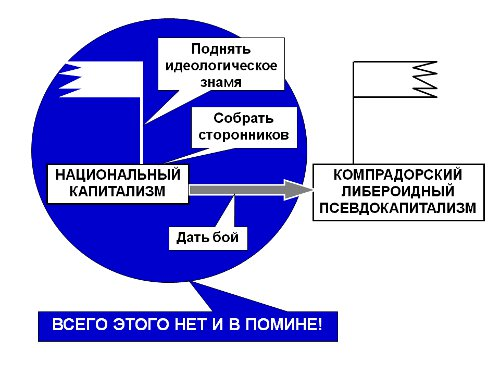 Поднять
идеологическое
знамя
Собрать
сторонников
НАЦИОНАЛЬНЫЙ
КАПИТАЛИЗМ
КОМПРАДОРСКИЙ
ЛИБЕРОИДНЫЙ
ПСЕВДОКАПИТАЛИЗМ
Дать бой
ВСЕГО ЭТОГО НЕТ И В ПОМИНЕ!